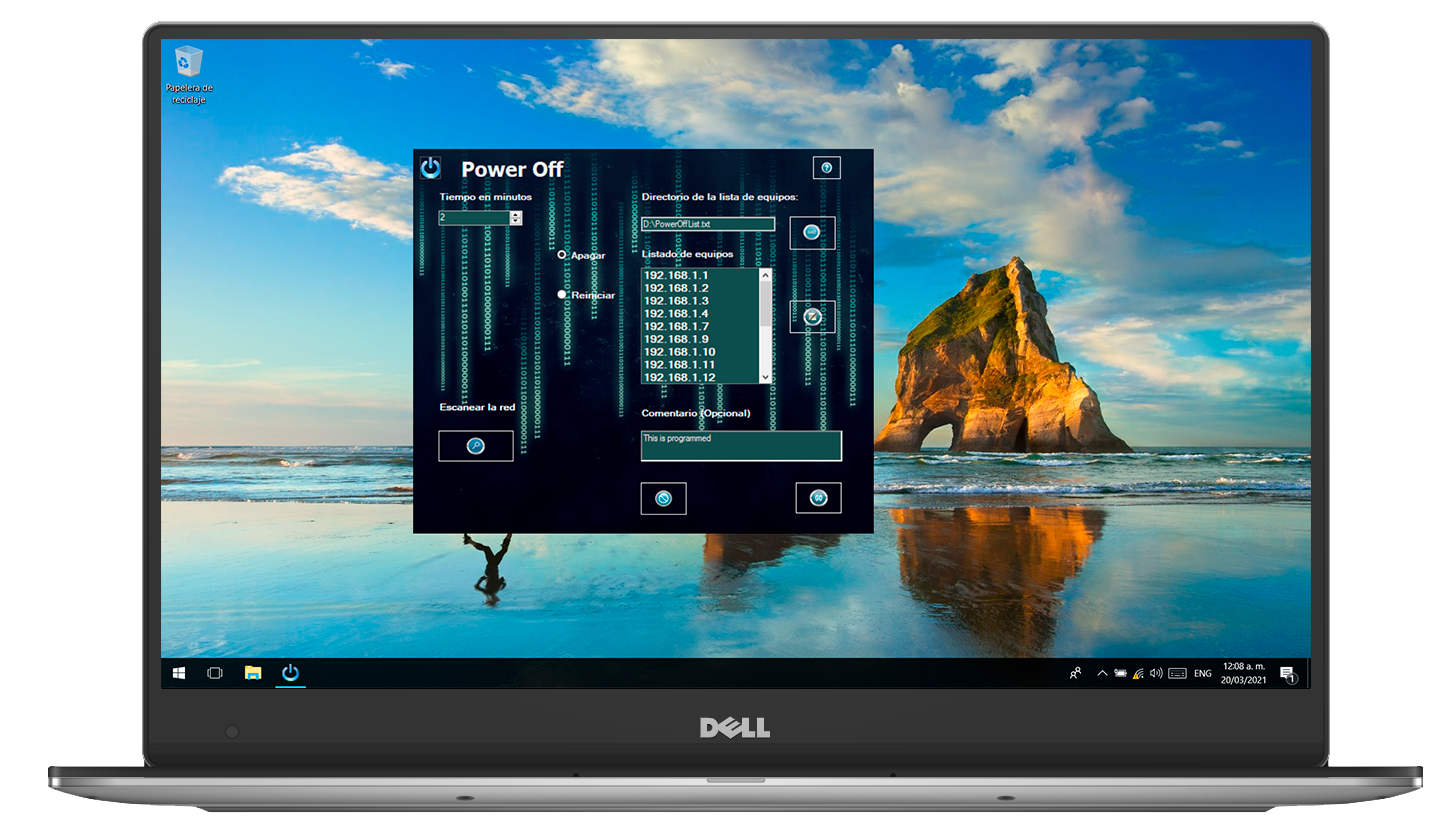 Papelera de
reciclaje
Power Off
Tiempo en minutos
2
Apagar
Reiniciar
Escanear la red
Directorio de la lista de equipos:
D:\PowerOffList.txt
Listado de equipos
192.168.1.1
192.168.1.2
192.168.1.3
192.168.1.4
192.168.1.7
192.168.1.9
192.168.1.10
192.168.1.11
192.168.1.12
Comentario (Opcional)
This is programmed
GO
ENG
12:08 a. m.
20/03/2021
1
DELL